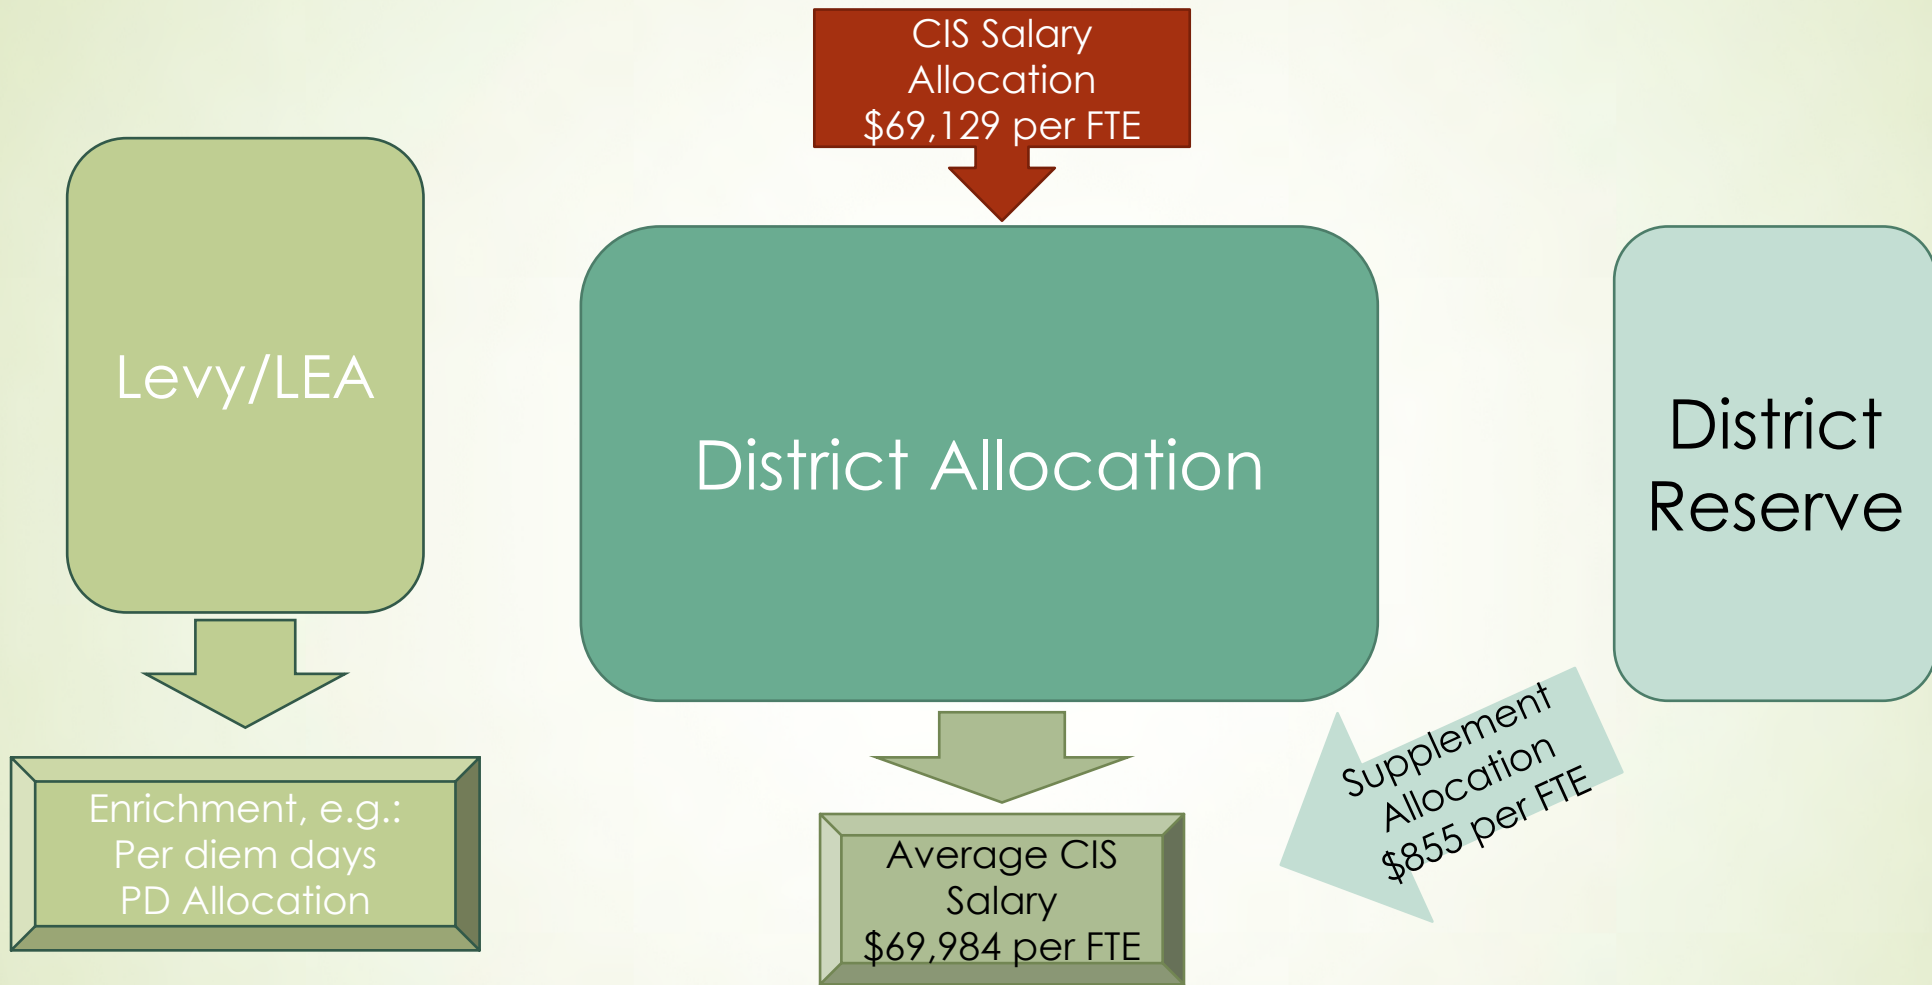 CIS Salary
Allocation
$69,129 per FTE
Levy/LEA
District Allocation
District
Reserve
Supplement
Allocation
$855 per FTE
Enrichment, e.g.:
Per diem days
PD Allocation
Average CIS
Salary
$69,984 per FTE